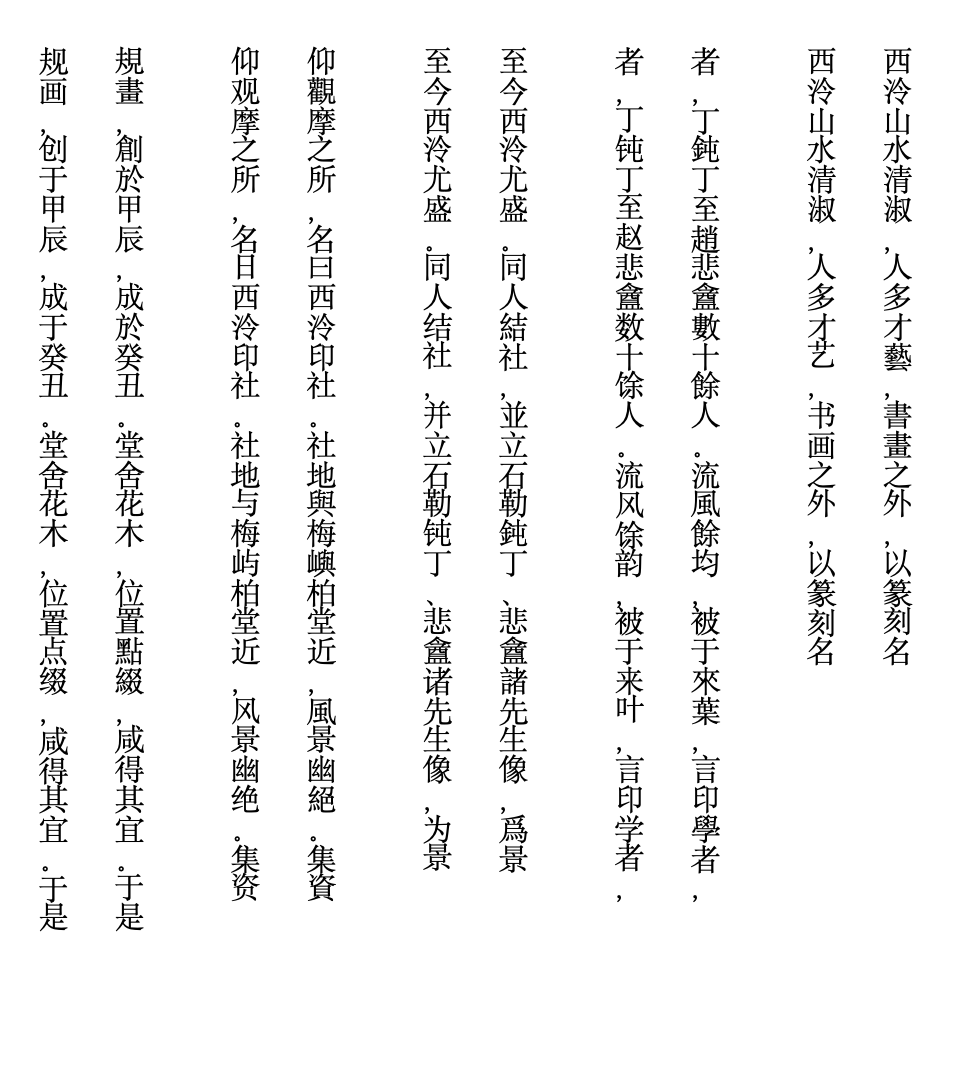 西泠山水清淑，人多才藝，書畫之外，以篆刻名
西泠山水清淑，人多才艺，书画之外，以篆刻名
者，丁鈍丁至趙悲盦數十餘人。流風餘均，被于來葉，言印學者，
者，丁钝丁至赵悲盦数十馀人。流风馀韵，被于来叶，言印学者，
至今西泠尤盛。同人結社，並立石勒鈍丁、悲盦諸先生像，爲景
至今西泠尤盛。同人结社，并立石勒钝丁、悲盦诸先生像，为景
仰觀摩之所，名曰西泠印社。社地與梅嶼柏堂近，風景幽絕。集資
仰观摩之所，名日西泠印社。社地与梅屿柏堂近，风景幽绝。集资
規畫，創於甲辰，成於癸丑。堂舍花木，位置點綴，咸得其宜。于是
规画，创于甲辰，成于癸丑。堂舍花木，位置点缀，咸得其宜。于是